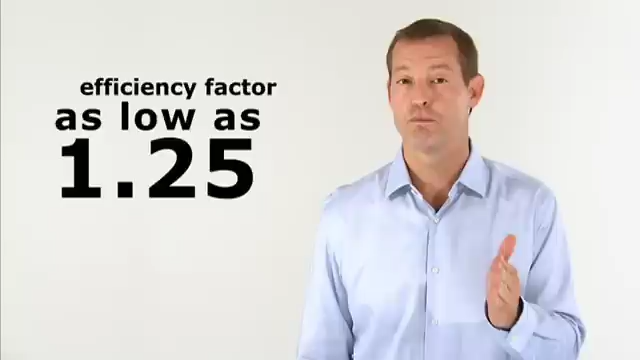 efficiency factor
as low as
1.25